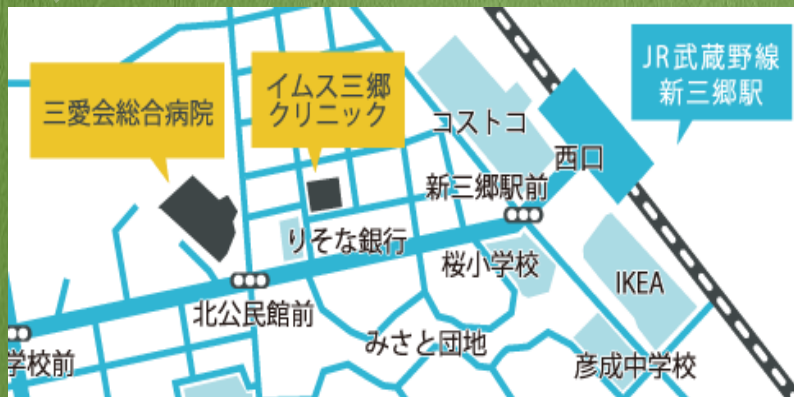 三愛会総合病院
イムス三郷
クリニック
コストコ
JR武蔵野線
新三郷駅
西口
新三郷駅前
りそな銀行
桜小学校
IKEA
北公民館前
みさと団地
学校前
彦成中学校